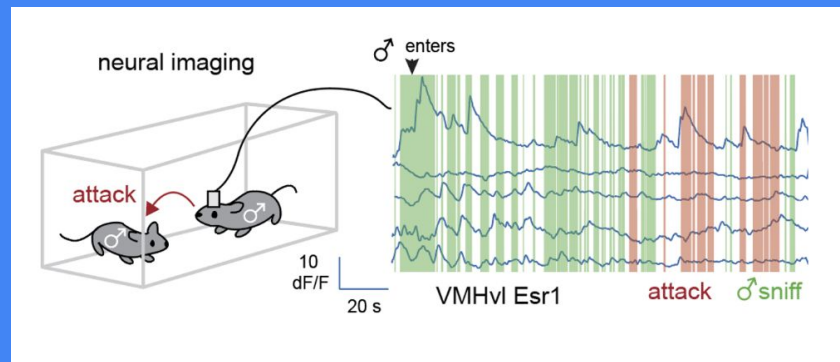 neural imaging
attack
♂
♂
10
dF/F
20 s
♂ enters
VMHvl Esr1
attack
♂ sniff